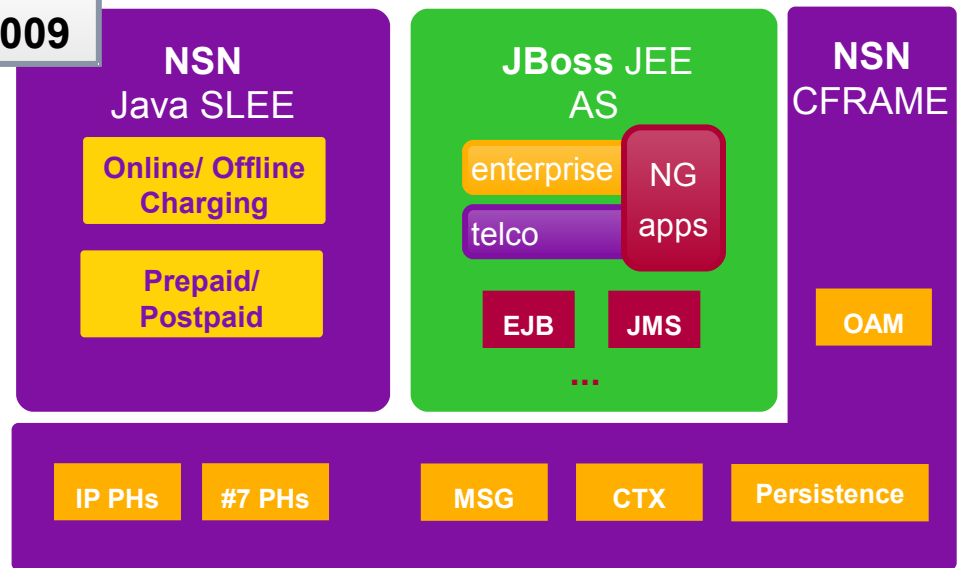 009
NSN
Java SLEE
Online/ Offline
Charging
Prepaid/
Postpaid
JBoss JEE
AS
enterprise
telco
NG
apps
EJB
JMS
...
NSN
CFRAME
OAM
IP PHs
#7 PHs
MSG
CTX
Persistence